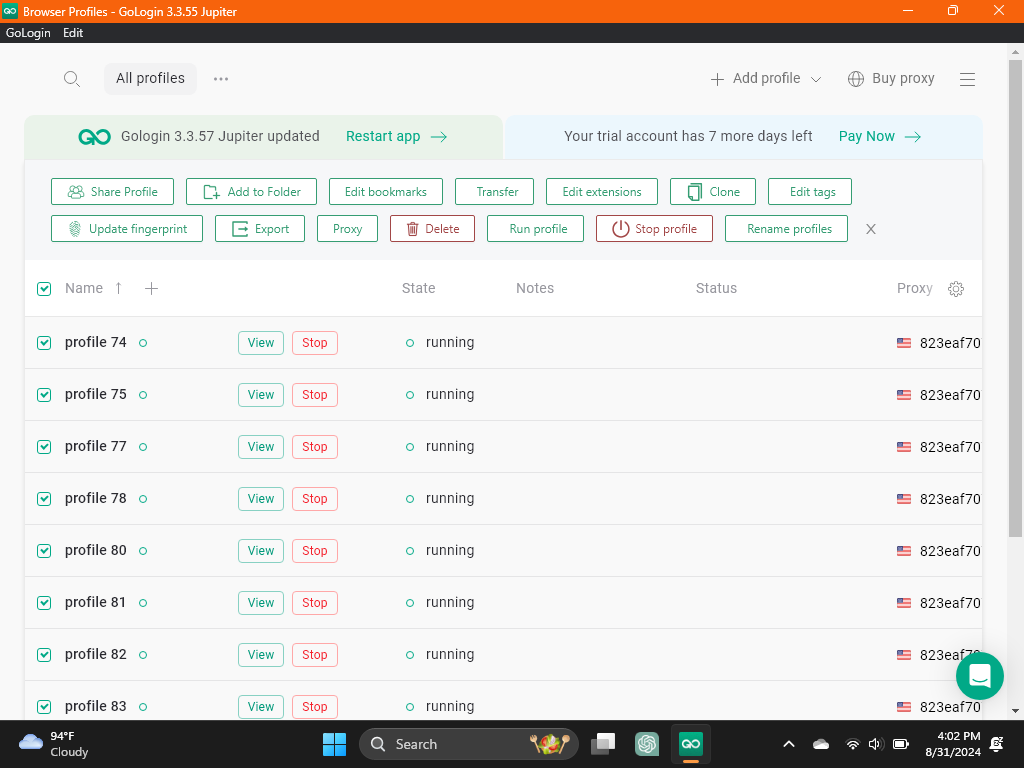 Browser Profiles - GoLogin 3.3.55 Jupiter
GoLogin Edit
All profiles
Add profile
Buy proxy
Gologin 3.3.57 Jupiter updated Restart app
Your trial account has 7 more days left Pay Now
Share Profile Add to Folder Edit bookmarks Transfer Edit extensions Clone Edit tags
Update fingerprint Export Proxy Delete Run profile Stop profile Rename profiles
Name State Notes Status Proxy
profile 74 View Stop running 823eaf70
profile 75 View Stop running 823eaf70
profile 77 View Stop running 823eaf70
profile 78 View Stop running 823eaf70
profile 80 View Stop running 823eaf70
profile 81 View Stop running 823eaf70
profile 82 View Stop running 823eaf70
profile 83 View Stop running 823eaf70
94°F
Cloudy
Search
4:02 PM
8/31/2024